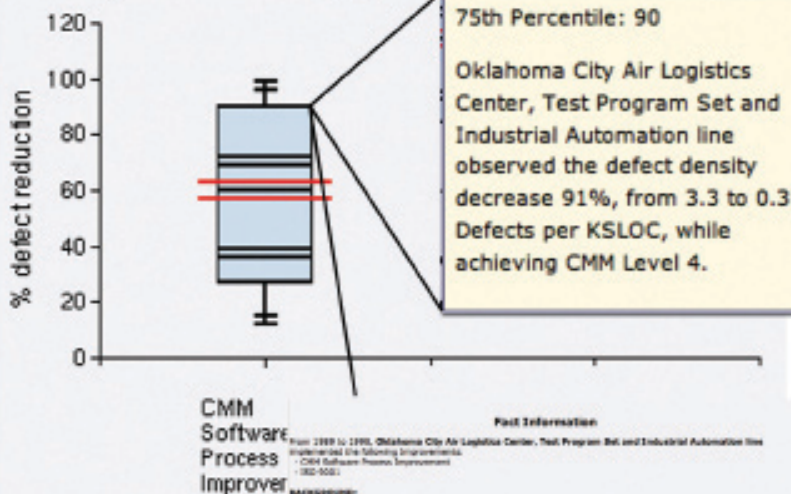 % defect reduction
120
100
80
60
40
20
0
75th Percentile: 90
Oklahoma City Air Logistics
Center, Test Program Set and
Industrial Automation line
observed the defect density
decrease 91%, from 3.3 to 0.3
Defects per KSLOC, while
achieving CMM Level 4.
CMM
Software
Process
Improver
Fact Information
From 1989 to 1998, Oklahoma City Air Logistics Center, Test Program Set and Industrial Automation line
implemented the following improvements:
- CMM Software Process Improvement
- ISO 9001
BACKGROUND: